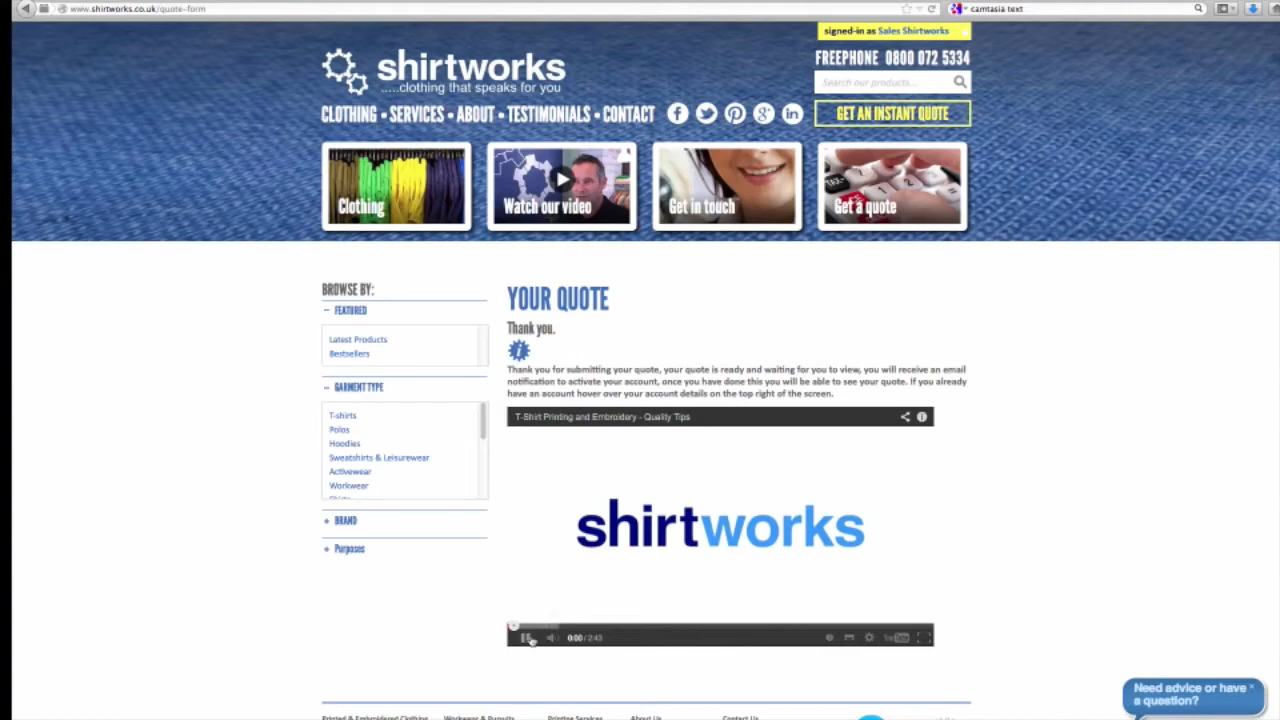 www.shirtworks.co.uk/quote-form
camtasia text
signed-in as Sales Shirtworks
shirtworks
.....clothing that speaks for you
FREEPHONE 0800 072 5334
Search our products...
CLOTHING • SERVICES • ABOUT • TESTIMONIALS • CONTACT
GET AN INSTANT QUOTE
Clothing
Watch our video
Get in touch
Get a quote
BROWSE BY:
FEATURED
Latest Products
Bestsellers
GARMENT TYPE
T-shirts
Polos
Hoodies
Sweatshirts & Leisurewear
Activewear
Workwear
Shirts
BRAND
Purposes
YOUR QUOTE
Thank you.
Thank you for submitting your quote, your quote is ready and waiting for you to view, you will receive an email
notification to activate your account, once you have done this you will be able to see your quote. If you already
have an account hover over your account details on the top right of the screen.
T-Shirt Printing and Embroidery - Quality Tips
shirtworks
0:00 / 2:43
YouTube
Need advice or have
a question?
Printed & Embroidered Clothing
Workwear & Pursuits
Printing Services
About Us
Contact Us